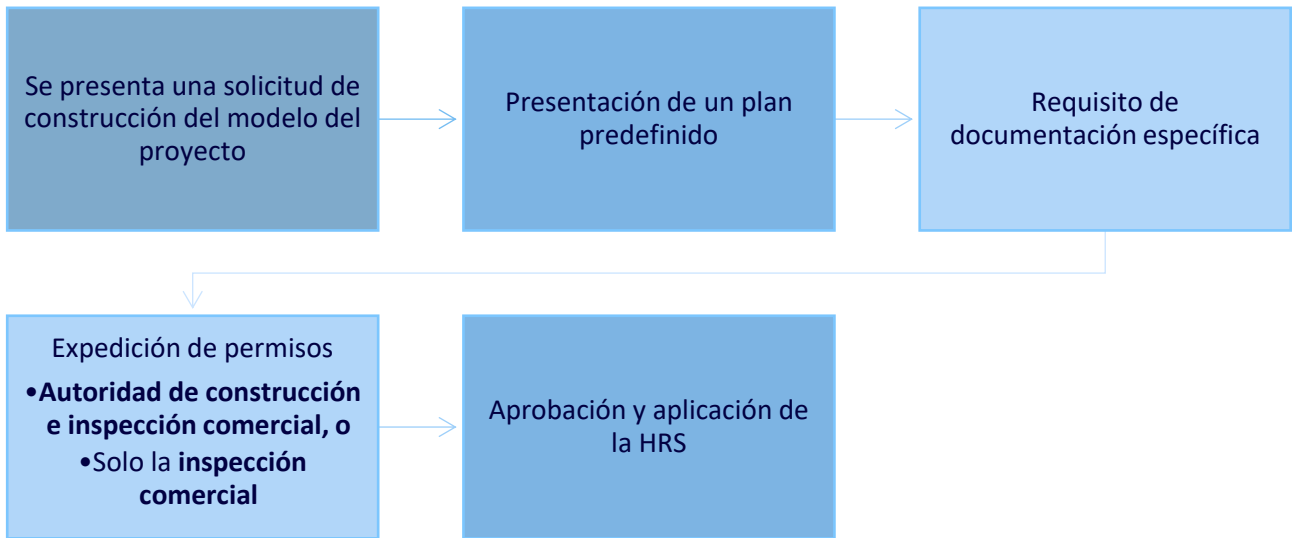 Se presenta una solicitud de
construcción del modelo del
proyecto
Presentación de un plan
predefinido
Requisito de
documentación específica
Expedición de permisos
•Autoridad de construcción
e inspección comercial, o
•Solo la inspección
comercial
Aprobación y aplicación de
la HRS